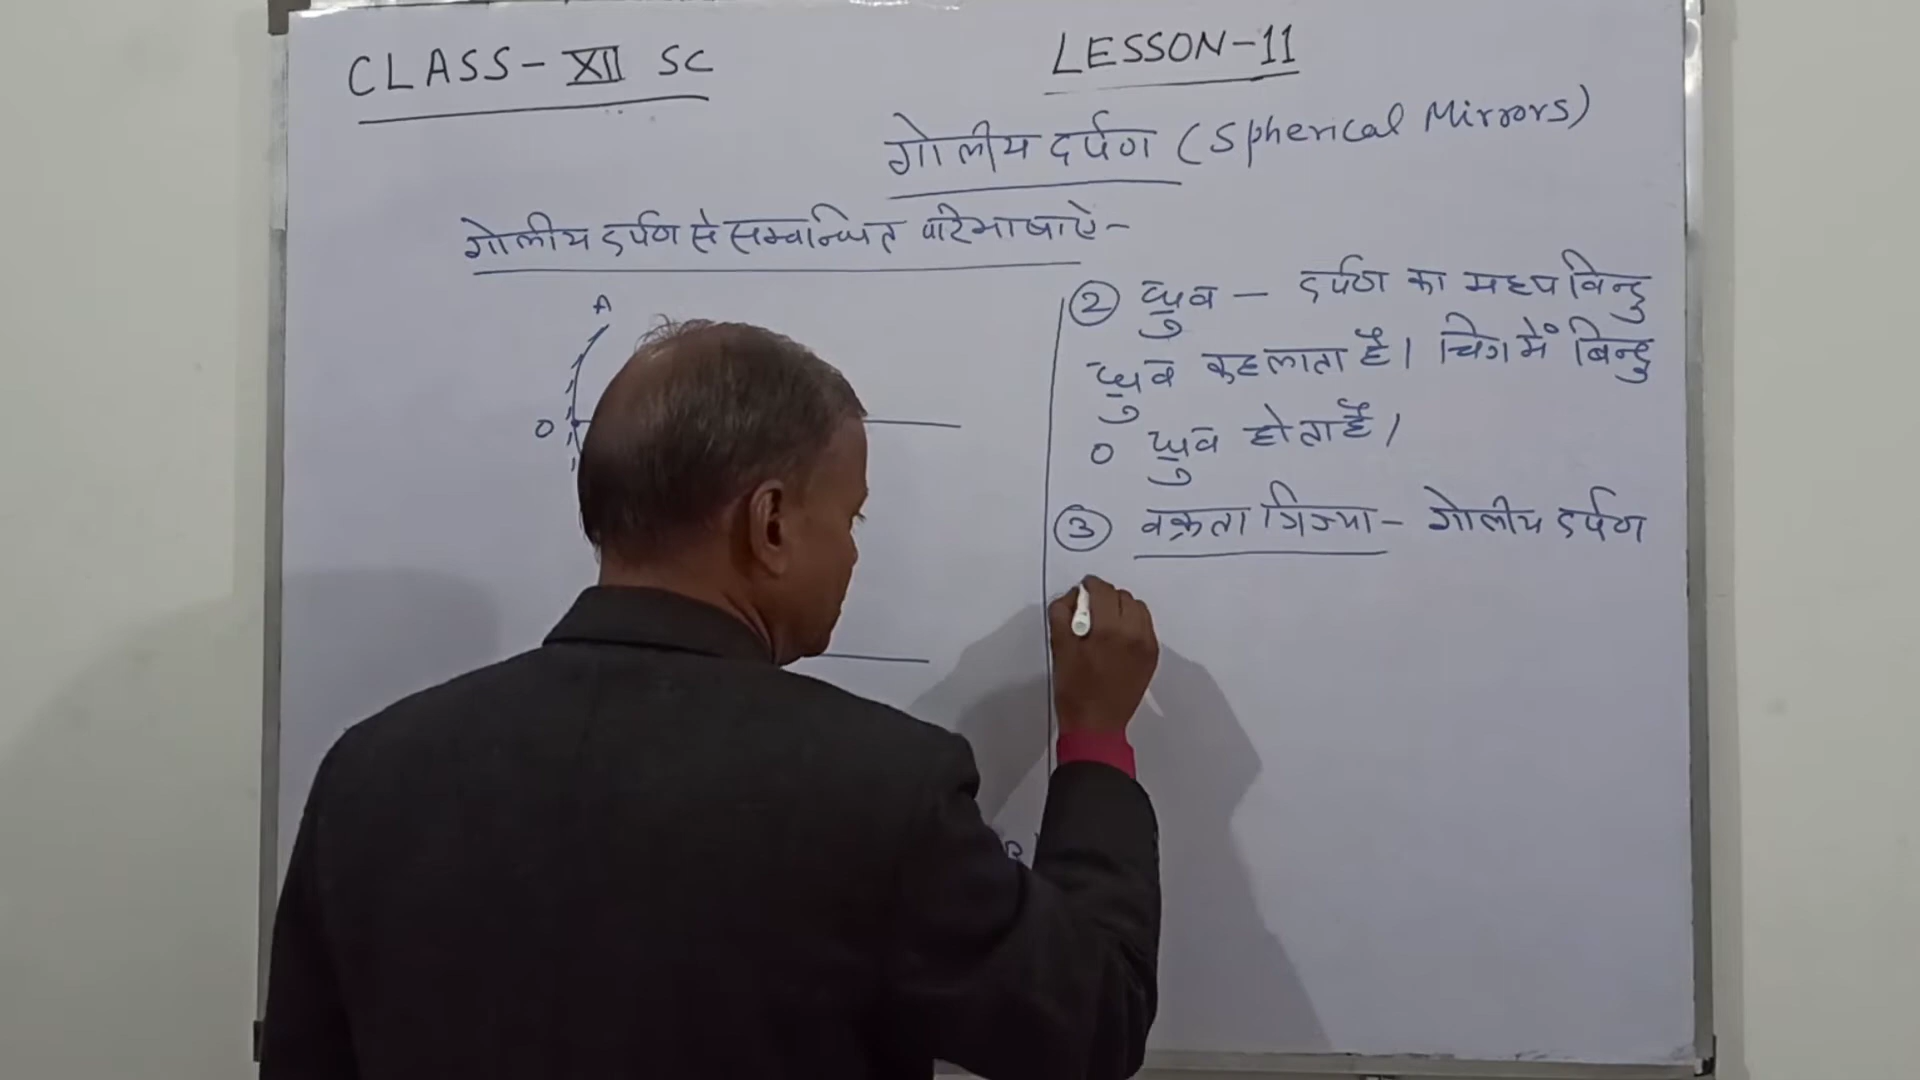 CLASS-XII SC
LESSON-11
गोलीय दर्पण (Spherical Mirrors)
गोलीय दर्पण से सम्बन्धित परिभाषाऐ-
A
O
② ध्रुव - दर्पण का मध्य विन्दु
ध्रुव कहलाता है। चित्र में बिन्दु
O ध्रुव होता है।
③ वक्रता त्रिज्या - गोलीय दर्पण